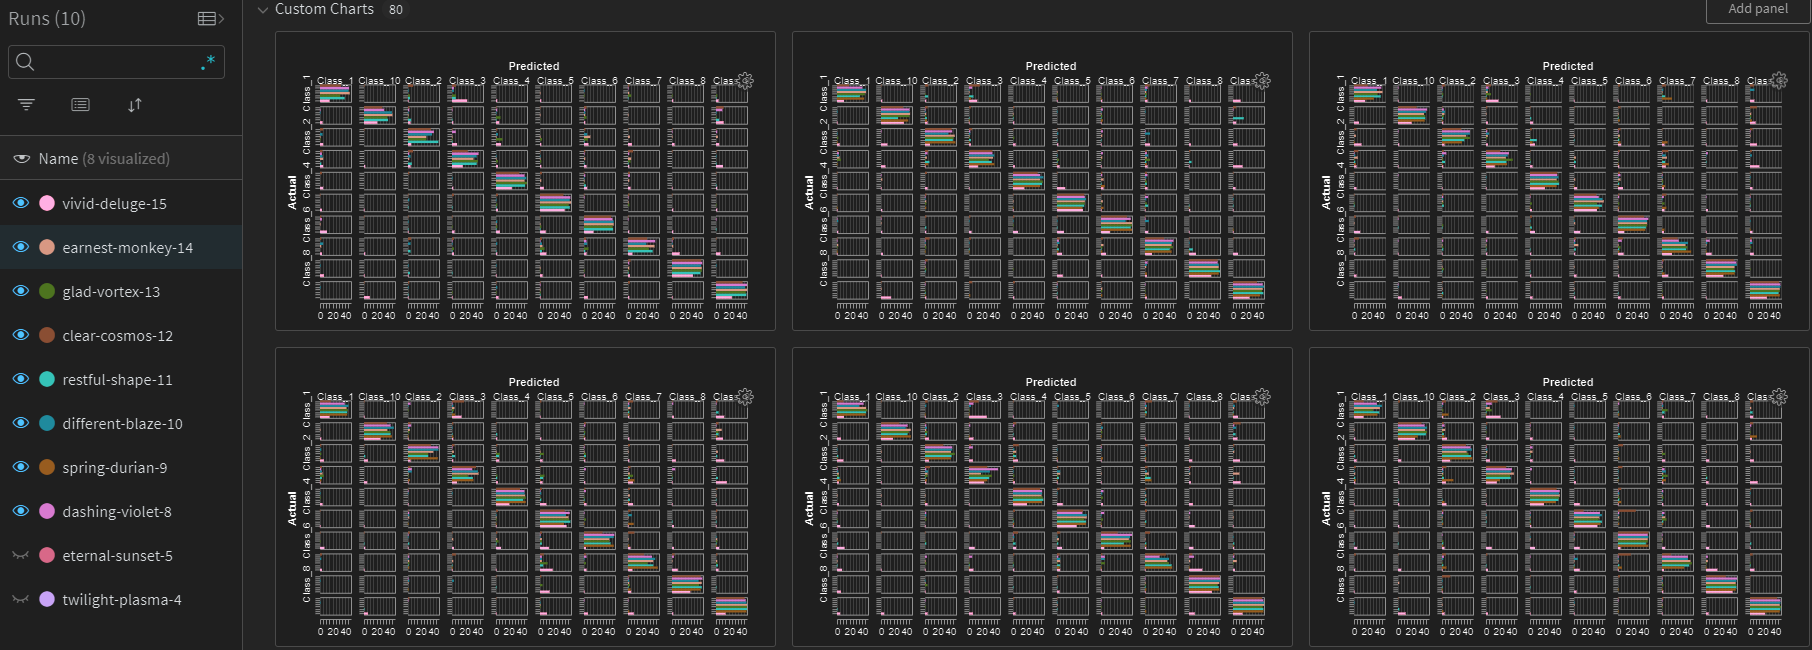 Runs (10)
.*
Name (8 visualized)
vivid-deluge-15
earnest-monkey-14
glad-vortex-13
clear-cosmos-12
restful-shape-11
different-blaze-10
spring-durian-9
dashing-violet-8
eternal-sunset-5
twilight-plasma-4
Custom Charts 80
Add panel
Predicted
Class_1 Class_10 Class_2 Class_3 Class_4 Class_5 Class_6 Class_7 Class_8 Clas
Actual
Class_1
Class_2
Class_4
Class_6
Class_8
0 20 40 0 20 40 0 20 40 0 20 40 0 20 40 0 20 40 0 20 40 0 20 40 0 20 40 0 20 40
Predicted
Class_1 Class_10 Class_2 Class_3 Class_4 Class_5 Class_6 Class_7 Class_8 Clas
Actual
Class_1
Class_2
Class_4
Class_6
Class_8
0 20 40 0 20 40 0 20 40 0 20 40 0 20 40 0 20 40 0 20 40 0 20 40 0 20 40 0 20 40
Predicted
Class_1 Class_10 Class_2 Class_3 Class_4 Class_5 Class_6 Class_7 Class_8 Clas
Actual
Class_1
Class_2
Class_4
Class_6
Class_8
0 20 40 0 20 40 0 20 40 0 20 40 0 20 40 0 20 40 0 20 40 0 20 40 0 20 40 0 20 40
Predicted
Class_1 Class_10 Class_2 Class_3 Class_4 Class_5 Class_6 Class_7 Class_8 Clas
Actual
Class_1
Class_2
Class_4
Class_6
Class_8
0 20 40 0 20 40 0 20 40 0 20 40 0 20 40 0 20 40 0 20 40 0 20 40 0 20 40 0 20 40
Predicted
Class_1 Class_10 Class_2 Class_3 Class_4 Class_5 Class_6 Class_7 Class_8 Clas
Actual
Class_1
Class_2
Class_4
Class_6
Class_8
0 20 40 0 20 40 0 20 40 0 20 40 0 20 40 0 20 40 0 20 40 0 20 40 0 20 40 0 20 40
Predicted
Class_1 Class_10 Class_2 Class_3 Class_4 Class_5 Class_6 Class_7 Class_8 Clas
Actual
Class_1
Class_2
Class_4
Class_6
Class_8
0 20 40 0 20 40 0 20 40 0 20 40 0 20 40 0 20 40 0 20 40 0 20 40 0 20 40 0 20 40